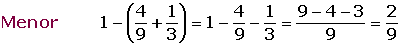 Menor 1 − (4/9 + 1/3) = 1 − 4/9 − 1/3 = (9 − 4 − 3)/9 = 2/9